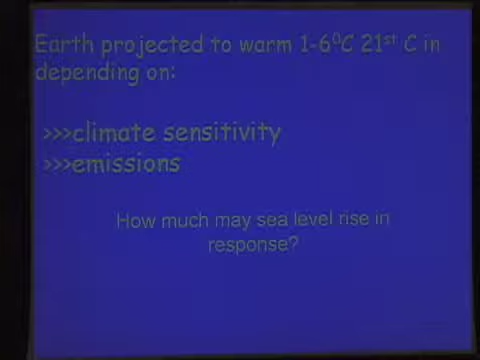 Earth projected to warm 1-6⁰C 21ˢᵗ C in
depending on:
>>>climate sensitivity
>>>emissions
How much may sea level rise in
response?